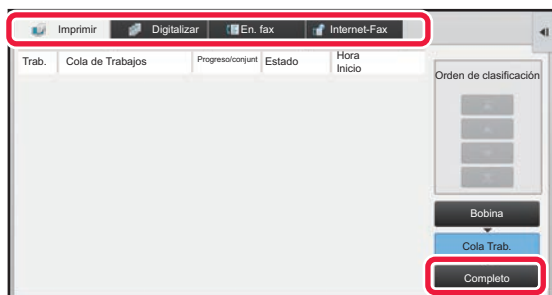 Imprimir Digitalizar En. fax Internet-Fax
Trab. Cola de Trabajos Progreso/conjunt Estado Hora
Inicio
Orden de clasificación
Bobina
Cola Trab.
Completo